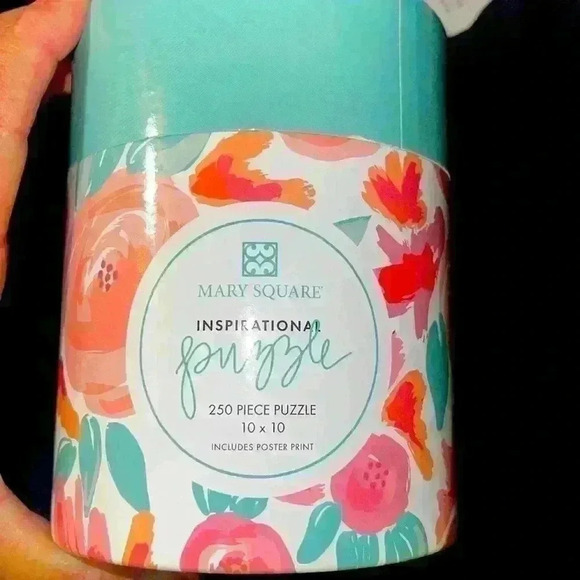 MARY SQUARE®
INSPIRATIONAL
puzzle
250 PIECE PUZZLE
10 x 10
INCLUDES POSTER PRINT